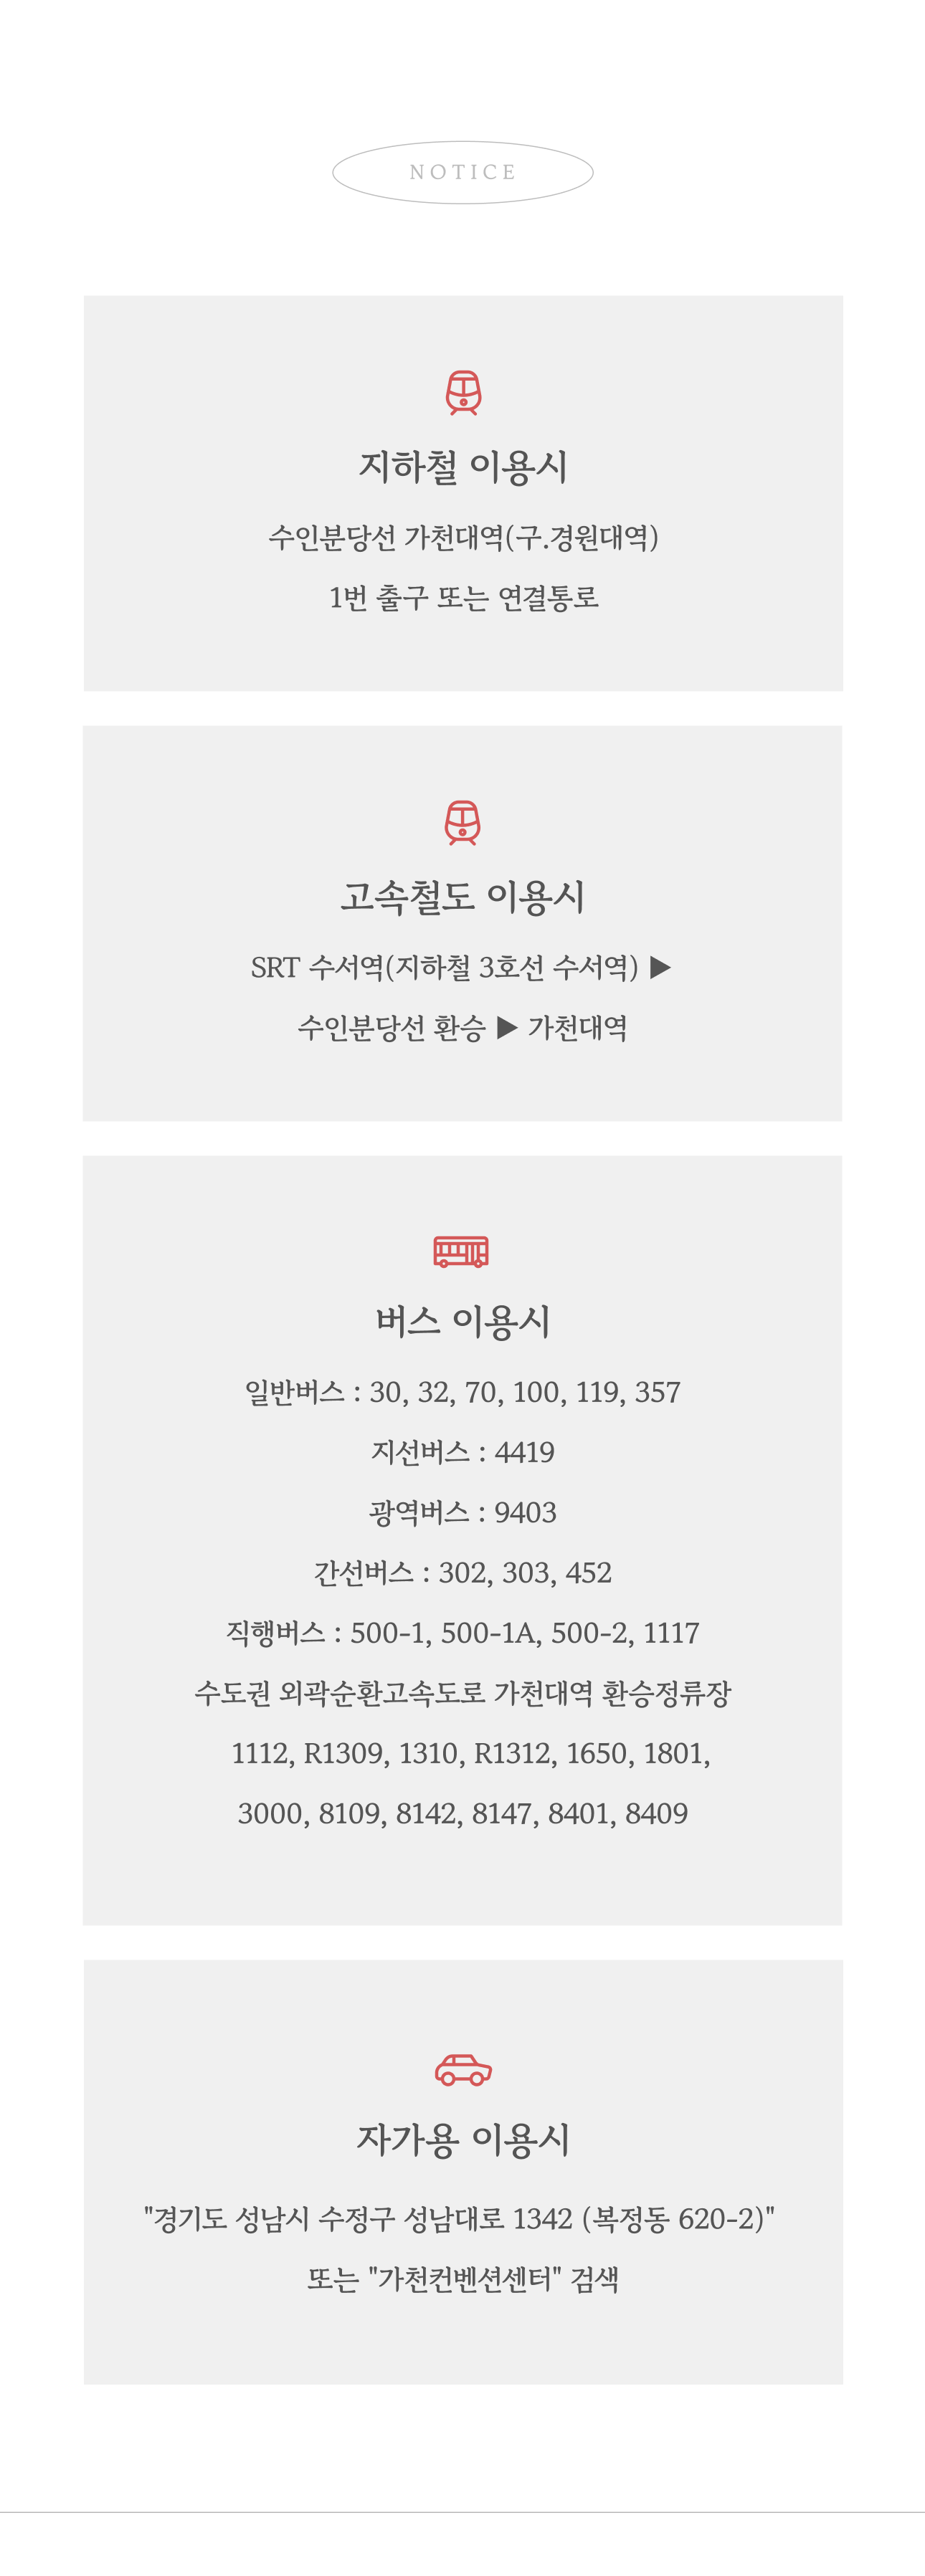 NOTICE
지하철 이용시
수인분당선 가천대역(구.경원대역)
1번 출구 또는 연결통로
고속철도 이용시
SRT 수서역(지하철 3호선 수서역) ▶
수인분당선 환승 ▶ 가천대역
버스 이용시
일반버스 : 30, 32, 70, 100, 119, 357
지선버스 : 4419
광역버스 : 9403
간선버스 : 302, 303, 452
직행버스 : 500-1, 500-1A, 500-2, 1117
수도권 외곽순환고속도로 가천대역 환승정류장
1112, R1309, 1310, R1312, 1650, 1801,
3000, 8109, 8142, 8147, 8401, 8409
자가용 이용시
"경기도 성남시 수정구 성남대로 1342 (복정동 620-2)"
또는 "가천컨벤션센터" 검색